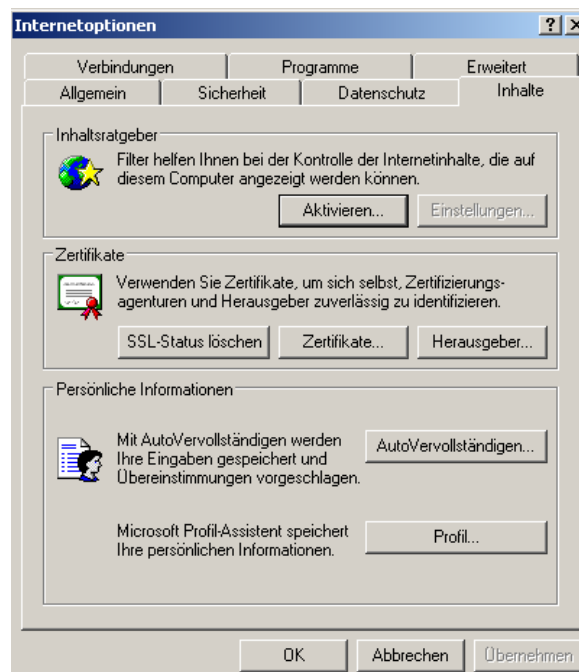 Internetoptionen
Verbindungen Programme Erweitert
Allgemein Sicherheit Datenschutz Inhalte
Inhaltsratgeber
Filter helfen Ihnen bei der Kontrolle der Internetinhalte, die auf
diesem Computer angezeigt werden können.
Aktivieren... Einstellungen...
Zertifikate
Verwenden Sie Zertifikate, um sich selbst, Zertifizierungs-
agenturen und Herausgeber zuverlässig zu identifizieren.
SSL-Status löschen Zertifikate... Herausgeber...
Persönliche Informationen
Mit AutoVervollständigen werden
Ihre Eingaben gespeichert und
Übereinstimmungen vorgeschlagen.
AutoVervollständigen...
Microsoft Profil-Assistent speichert
Ihre persönlichen Informationen.
Profil...
OK Abbrechen Übernehmen